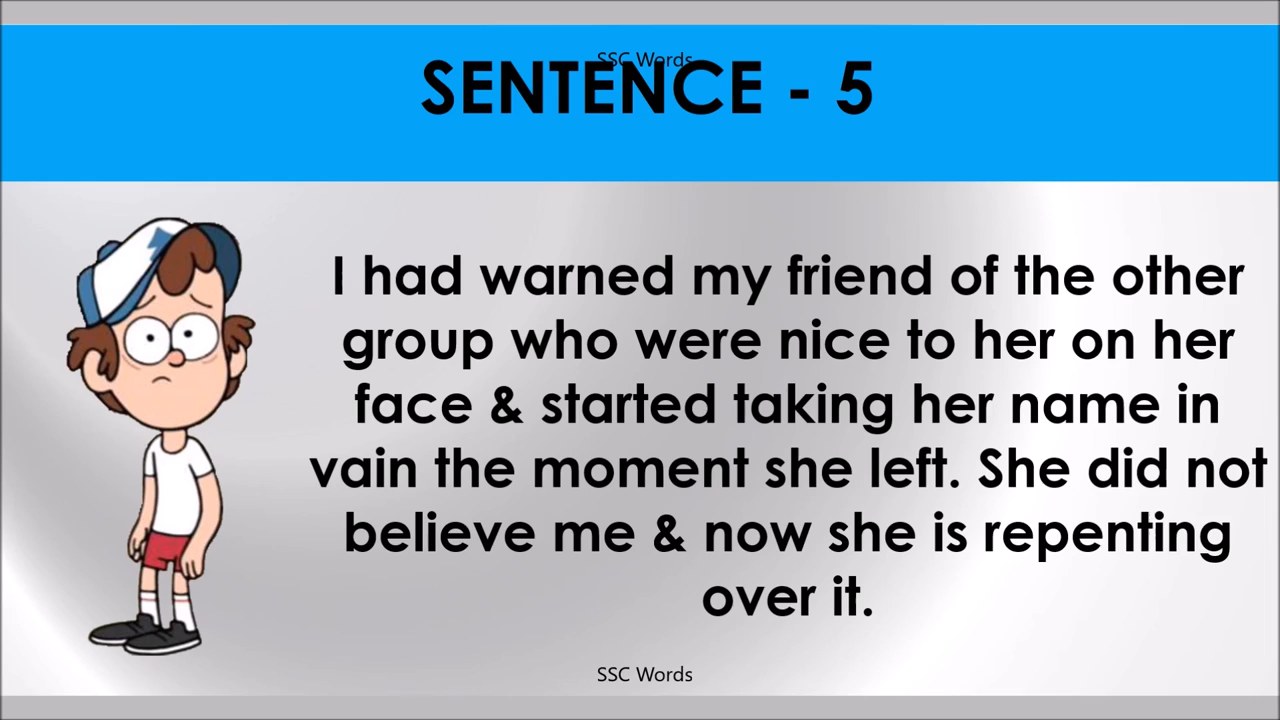 SSC Words
SENTENCE - 5
I had warned my friend of the other
group who were nice to her on her
face & started taking her name in
vain the moment she left. She did not
believe me & now she is repenting
over it.
SSC Words